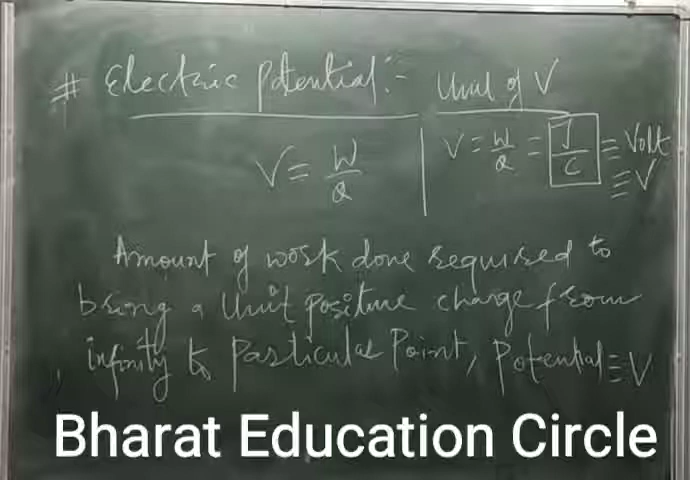 # Electric Potential:- Unit of V
V = W/Q | V = W/Q = J/C ≡ Volt
≡ V
Amount of work done required to
bring a Unit positive charge from
infinity to Particular Point, Potential ≡ V
Bharat Education Circle